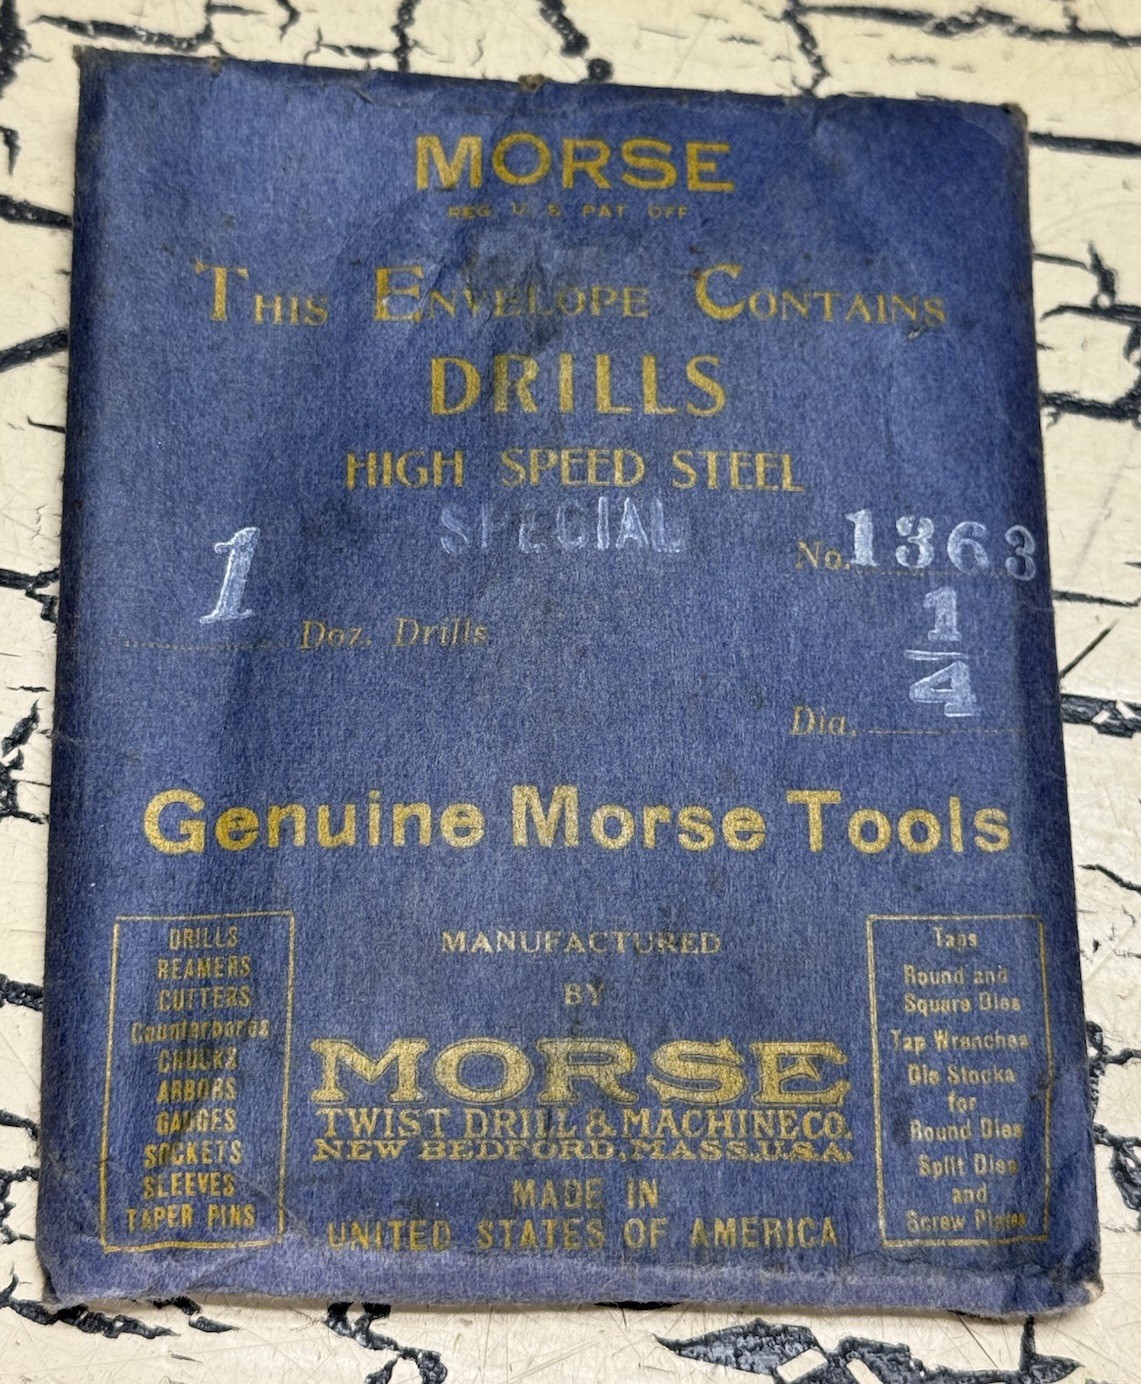 MORSE
REG. U. S. PAT. OFF.
THIS ENVELOPE CONTAINS
DRILLS
HIGH SPEED STEEL
SPECIAL
No. 1363
1 Doz. Drills
Dia. 1/4
Genuine Morse Tools
DRILLS
REAMERS
CUTTERS
Counterbores
CHUCKS
ARBORS
GAUGES
SOCKETS
SLEEVES
TAPER PINS
MANUFACTURED
BY
MORSE
TWIST DRILL & MACHINE CO.
NEW BEDFORD, MASS., U.S.A.
MADE IN
UNITED STATES OF AMERICA
Taps
Round and
Square Dies
Tap Wrenches
Die Stocks
for
Round Dies
Split Dies
and
Screw Plates